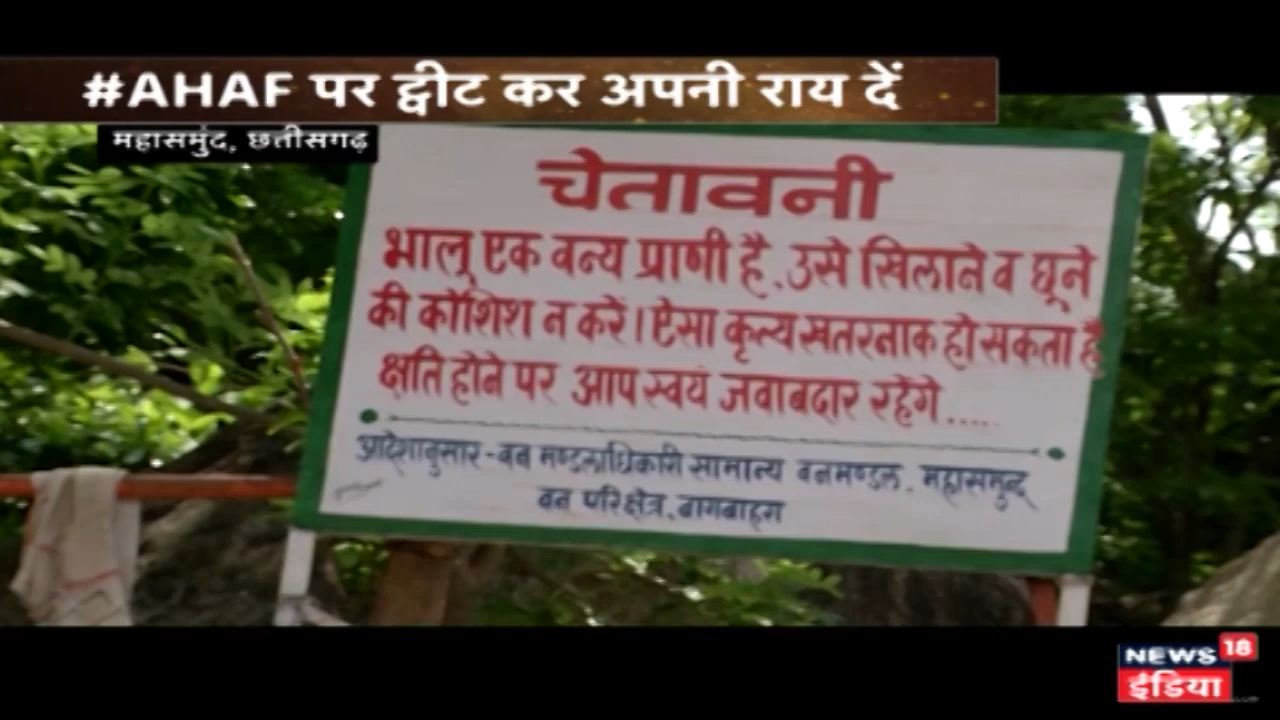 #AHAF पर ट्वीट कर अपनी राय दें
महासमुंद, छत्तीसगढ़
चेतावनी
भालू एक वन्य प्राणी है, उसे खिलाने व छूने
की कोशिश न करें। ऐसा कृत्य खतरनाक हो सकता है
क्षति होने पर आप स्वयं जवाबदार रहेंगे.....
आदेशानुसार - वन मण्डलाधिकारी सामान्य वनमण्डल, महासमुन्द
वन परिक्षेत्र, बागबाहरा
NEWS 18
इंडिया